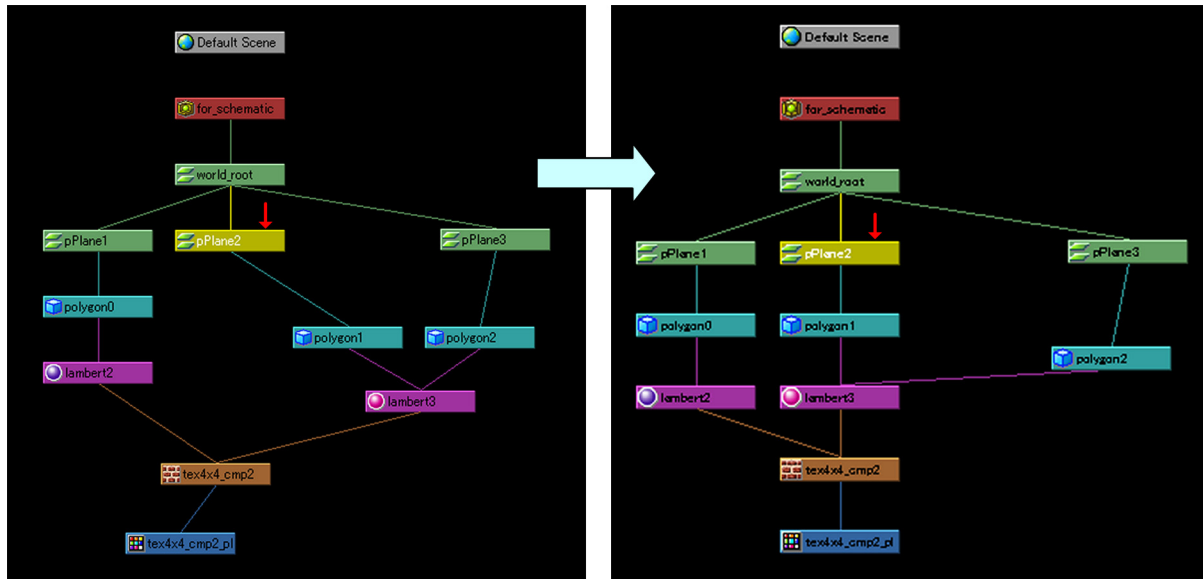 Default Scene
for_schematic
world_root
pPlane1
pPlane2
pPlane3
polygon0
polygon1
polygon2
lambert2
lambert3
tex4x4_cmp2
tex4x4_cmp2_pl
Default Scene
for_schematic
world_root
pPlane1
pPlane2
pPlane3
polygon0
polygon1
polygon2
lambert2
lambert3
tex4x4_cmp2
tex4x4_cmp2_pl